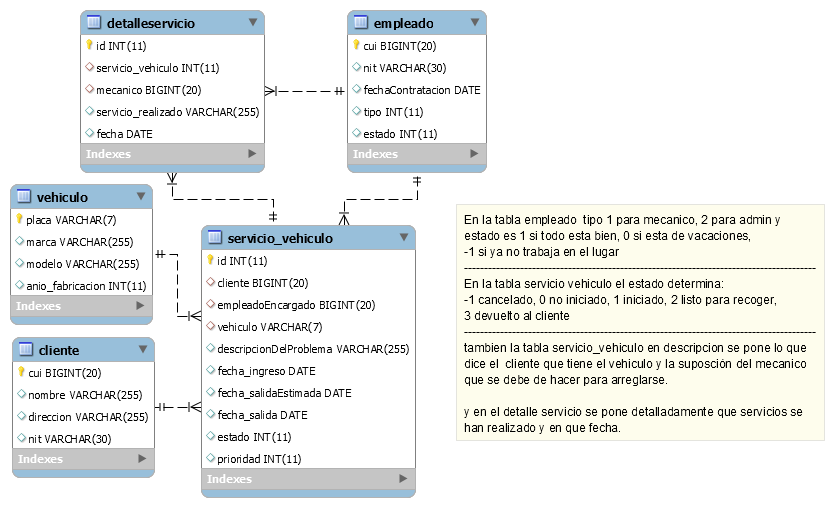 detalleservicio
id INT(11)
servicio_vehiculo INT(11)
mecanico BIGINT(20)
servicio_realizado VARCHAR(255)
fecha DATE
Indexes
empleado
cui BIGINT(20)
nit VARCHAR(30)
fechaContratacion DATE
tipo INT(11)
estado INT(11)
Indexes
vehiculo
placa VARCHAR(7)
marca VARCHAR(255)
modelo VARCHAR(255)
anio_fabricacion INT(11)
Indexes
servicio_vehiculo
id INT(11)
cliente BIGINT(20)
empleadoEncargado BIGINT(20)
vehiculo VARCHAR(7)
descripcionDelProblema VARCHAR(255)
fecha_ingreso DATE
fecha_salidaEstimada DATE
fecha_salida DATE
estado INT(11)
prioridad INT(11)
Indexes
cliente
cui BIGINT(20)
nombre VARCHAR(255)
direccion VARCHAR(255)
nit VARCHAR(30)
Indexes
En la tabla empleado tipo 1 para mecanico, 2 para admin y
estado es 1 si todo esta bien, 0 si esta de vacaciones,
-1 si ya no trabaja en el lugar
En la tabla servicio vehiculo el estado determina:
-1 cancelado, 0 no iniciado, 1 iniciado, 2 listo para recoger,
3 devuelto al cliente
tambien la tabla servicio_vehiculo en descripcion se pone lo que
dice el cliente que tiene el vehiculo y la suposción del mecanico
que se debe de hacer para arreglarse.
y en el detalle servicio se pone detalladamente que servicios se
han realizado y en que fecha.